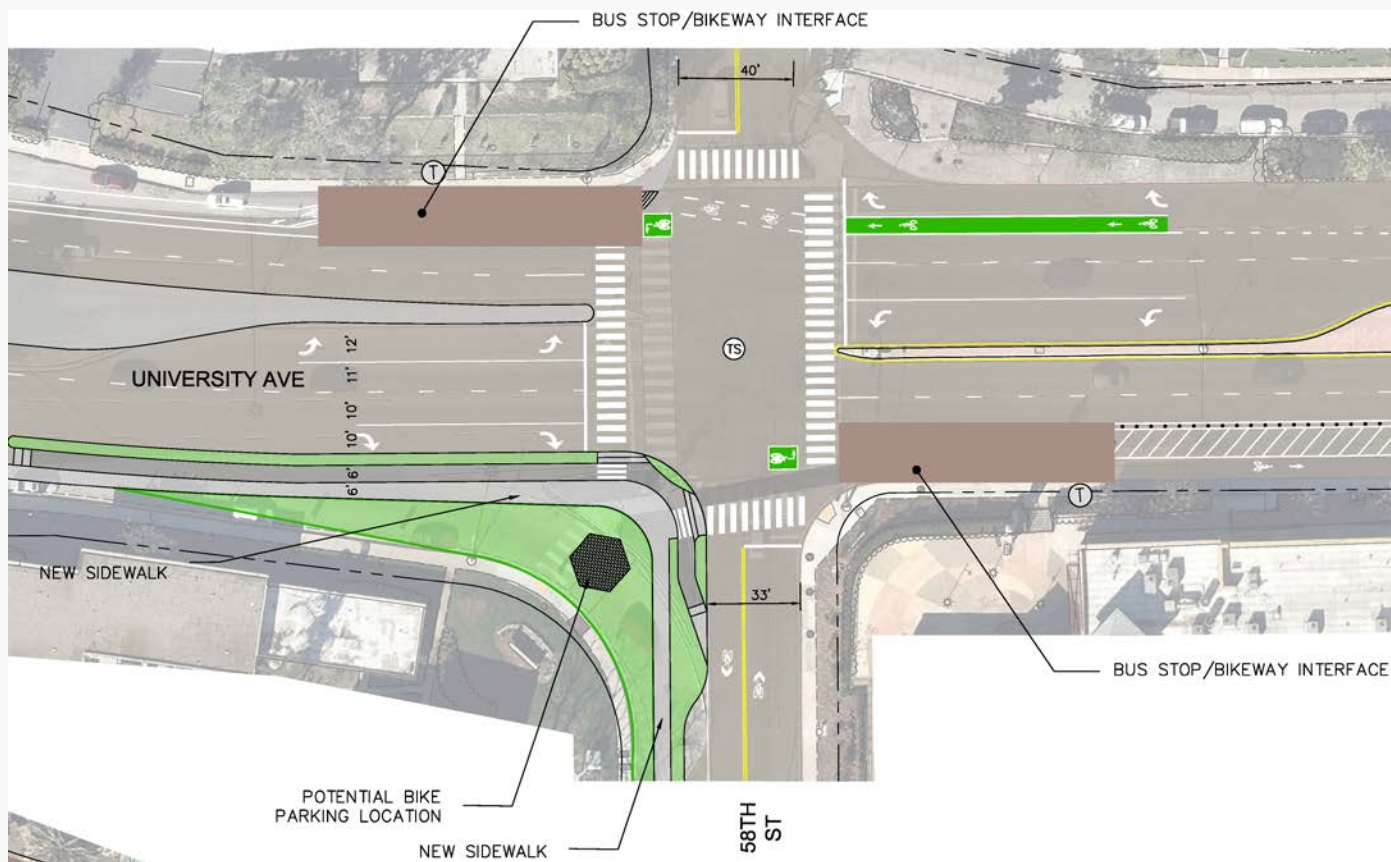 BUS STOP/BIKEWAY INTERFACE
40'
T
TS
12'
UNIVERSITY AVE
11'
10'
10'
6'
6'
T
NEW SIDEWALK
33'
BUS STOP/BIKEWAY INTERFACE
POTENTIAL BIKE
PARKING LOCATION
NEW SIDEWALK
58TH
ST